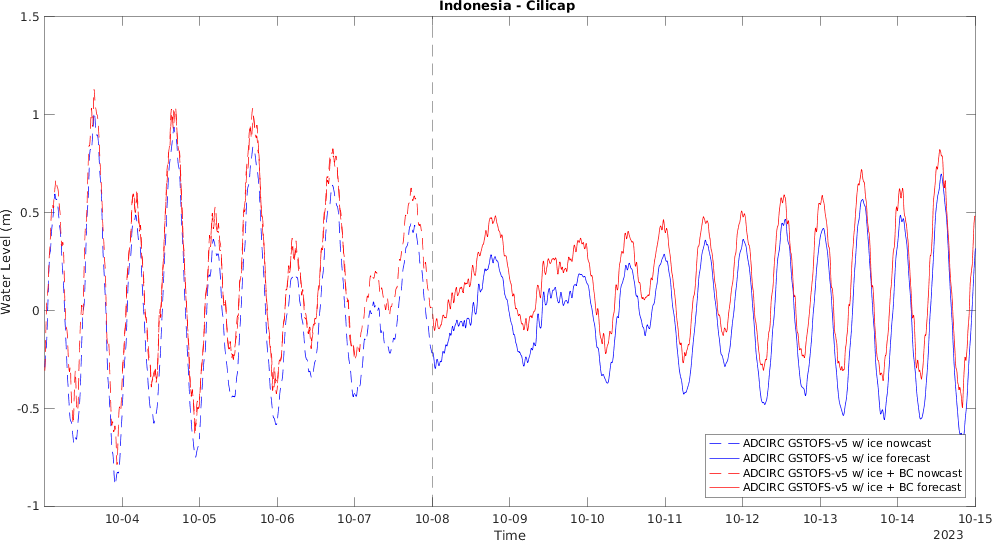 Indonesia - Cilicap
1.5
1
0.5
0
-0.5
-1
Water Level (m)
10-04 10-05 10-06 10-07 10-08 10-09 10-10 10-11 10-12 10-13 10-14 10-15
Time
2023
ADCIRC GSTOFS-v5 w/ ice nowcast
ADCIRC GSTOFS-v5 w/ ice forecast
ADCIRC GSTOFS-v5 w/ ice + BC nowcast
ADCIRC GSTOFS-v5 w/ ice + BC forecast